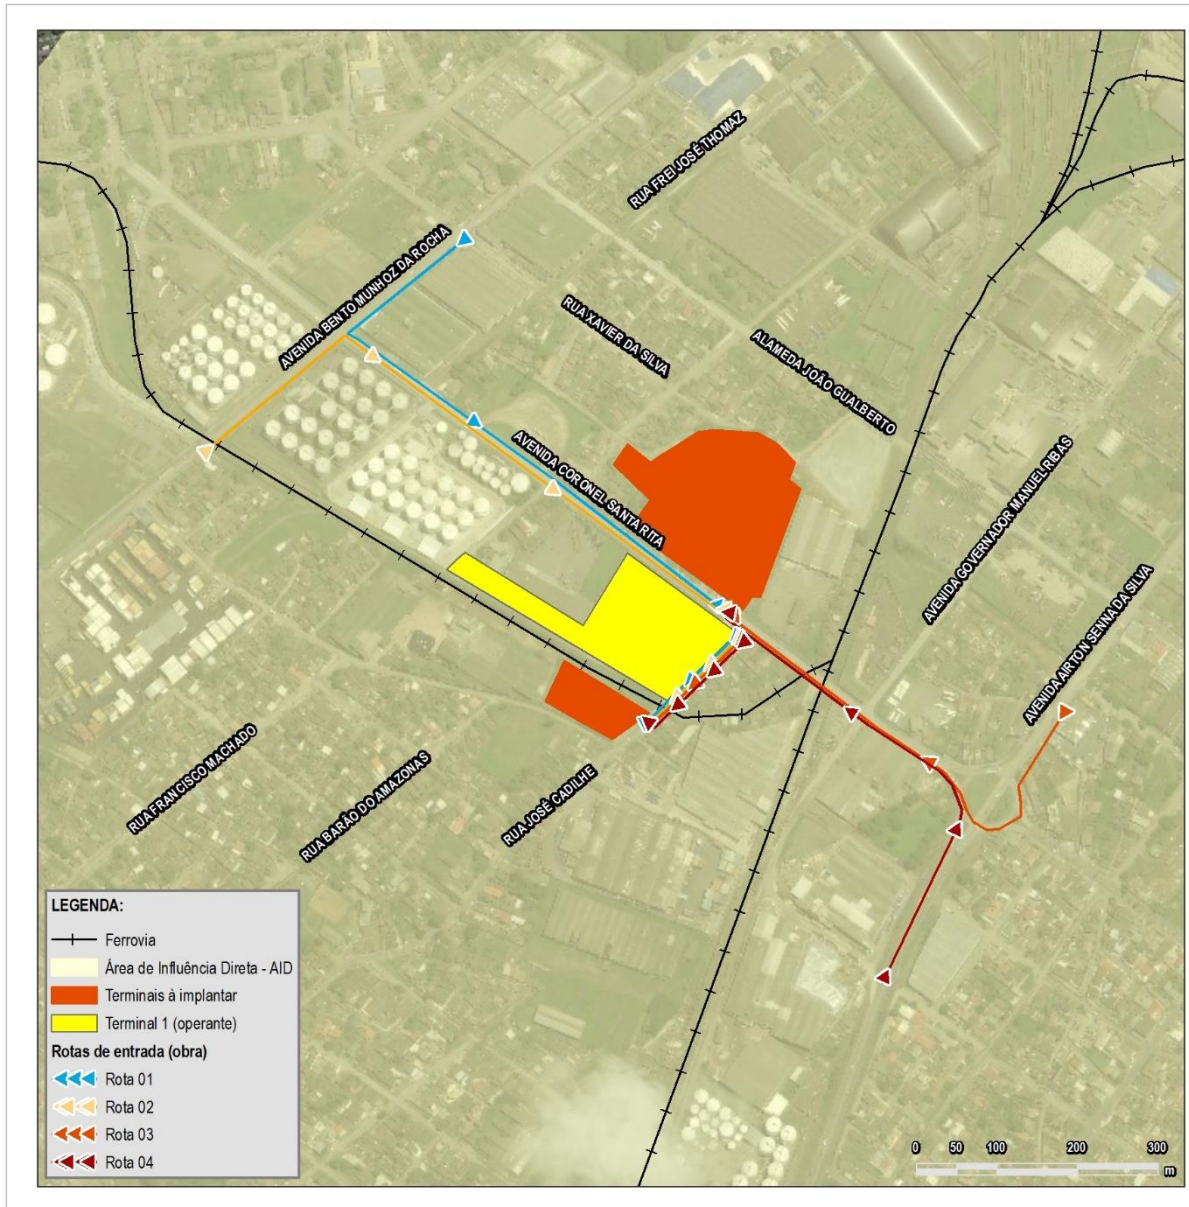 RUA FREI JOSÉ THOMAZ
AVENIDA BENTO MUNHOZ DA ROCHA
RUA XAVIER DA SILVA
ALAMEDA JOÃO GUALBERTO
AVENIDA CORONEL SANTA RITA
AVENIDA GOVERNADOR MANUEL RIBAS
AVENIDA AIRTON SENNA DA SILVA
RUA FRANCISCO MACHADO
RUA BARÃO DO AMAZONAS
RUA JOSÉ CADILHE
LEGENDA:
Ferrovia
Área de Influência Direta - AID
Terminais à implantar
Terminal 1 (operante)
Rotas de entrada (obra)
Rota 01
Rota 02
Rota 03
Rota 04
0 50 100 200 300
m